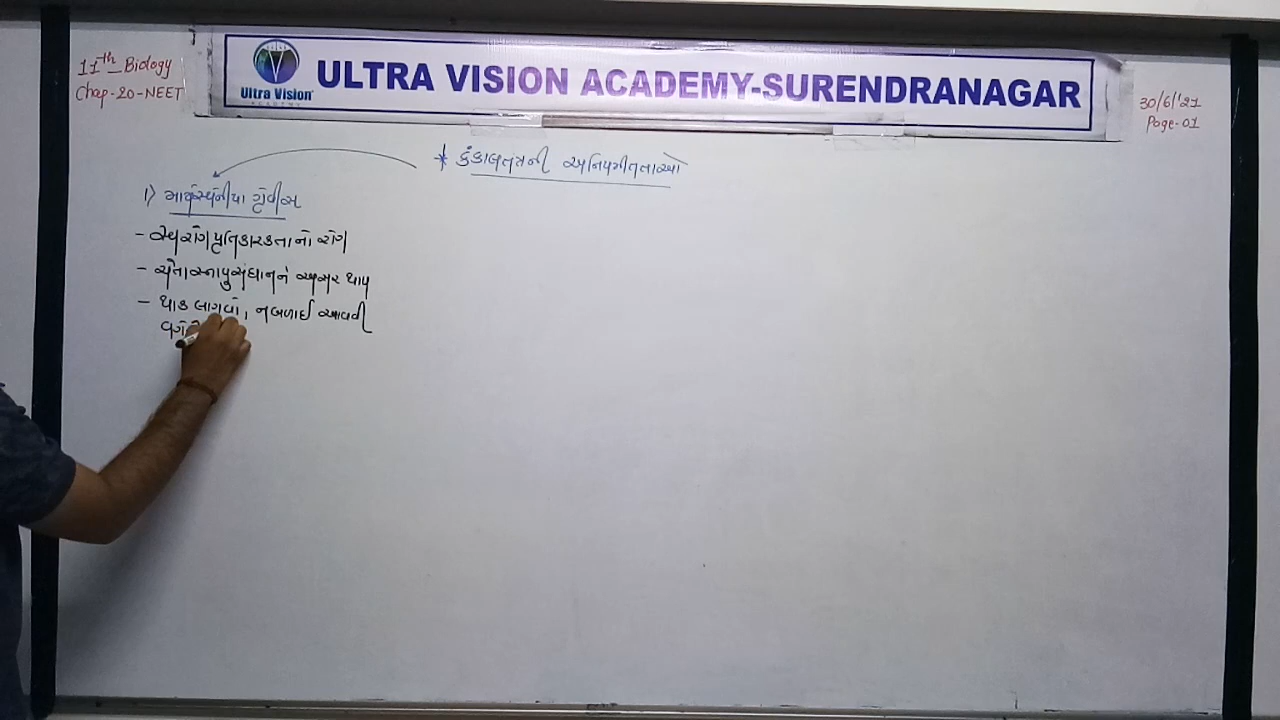 11th Biology
Chap-20-NEET
Ultra Vision
ACADEMY
ULTRA VISION ACADEMY-SURENDRANAGAR
30/6/'21
Page-01
* કંકાલતંત્રની અનિયમીતતાઓ
1) માયેસ્થેનીયા ગ્રેવીસ
- સ્વરોગપ્રતિકારકતાનો રોગ
- ચેતાસ્નાયુસંધાનને અસર થાય
- થાક લાગવો, નબળાઈ આવવી